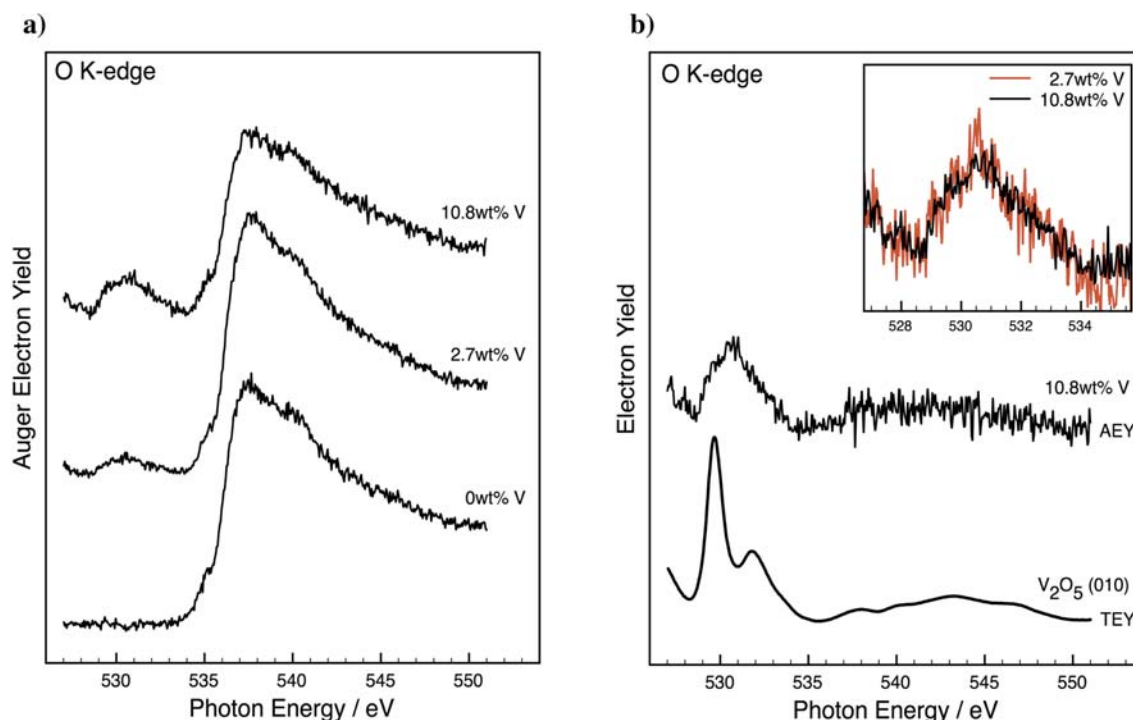 a)
O K-edge
10.8wt% V
2.7wt% V
0wt% V
Auger Electron Yield
530 535 540 545 550
Photon Energy / eV
b)
O K-edge
2.7wt% V
10.8wt% V
528 530 532 534
10.8wt% V
AEY
V2O5 (010)
TEY
Electron Yield
530 535 540 545 550
Photon Energy / eV